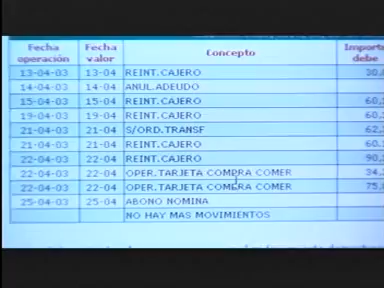 Fecha operación Fecha valor Concepto Import debe
13-04-03 13-04 REINT.CAJERO 30,
14-04-03 14-04 ANUL.ADEUDO
15-04-03 15-04 REINT.CAJERO 60,
19-04-03 19-04 REINT.CAJERO 60,
21-04-03 21-04 S/ORD.TRANSF 62,
21-04-03 21-04 REINT.CAJERO 60,
22-04-03 22-04 REINT.CAJERO 90,
22-04-03 22-04 OPER.TARJETA COMPRA COMER 34,
22-04-03 22-04 OPER.TARJETA COMPRA COMER 75,
25-04-03 25-04 ABONO NOMINA
NO HAY MAS MOVIMIENTOS